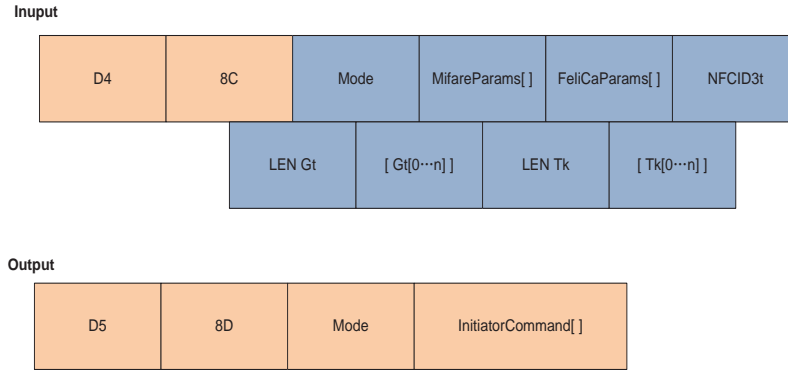 Inuput
D4 8C Mode MifareParams[ ] FeliCaParams[ ] NFCID3t
LEN Gt [ Gt[0···n] ] LEN Tk [ Tk[0···n] ]
Output
D5 8D Mode InitiatorCommand[ ]